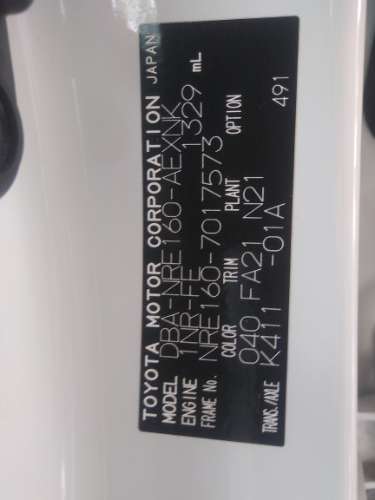 TOYOTA MOTOR CORPORATION JAPAN
MODEL DBA-NRE160-AEXNK
ENGINE 1NR-FE 1329 mL
FRAME No. NRE160-7017573
COLOR TRIM PLANT OPTION
040 FA21 N21
TRANS./AXLE K411 -01A 491